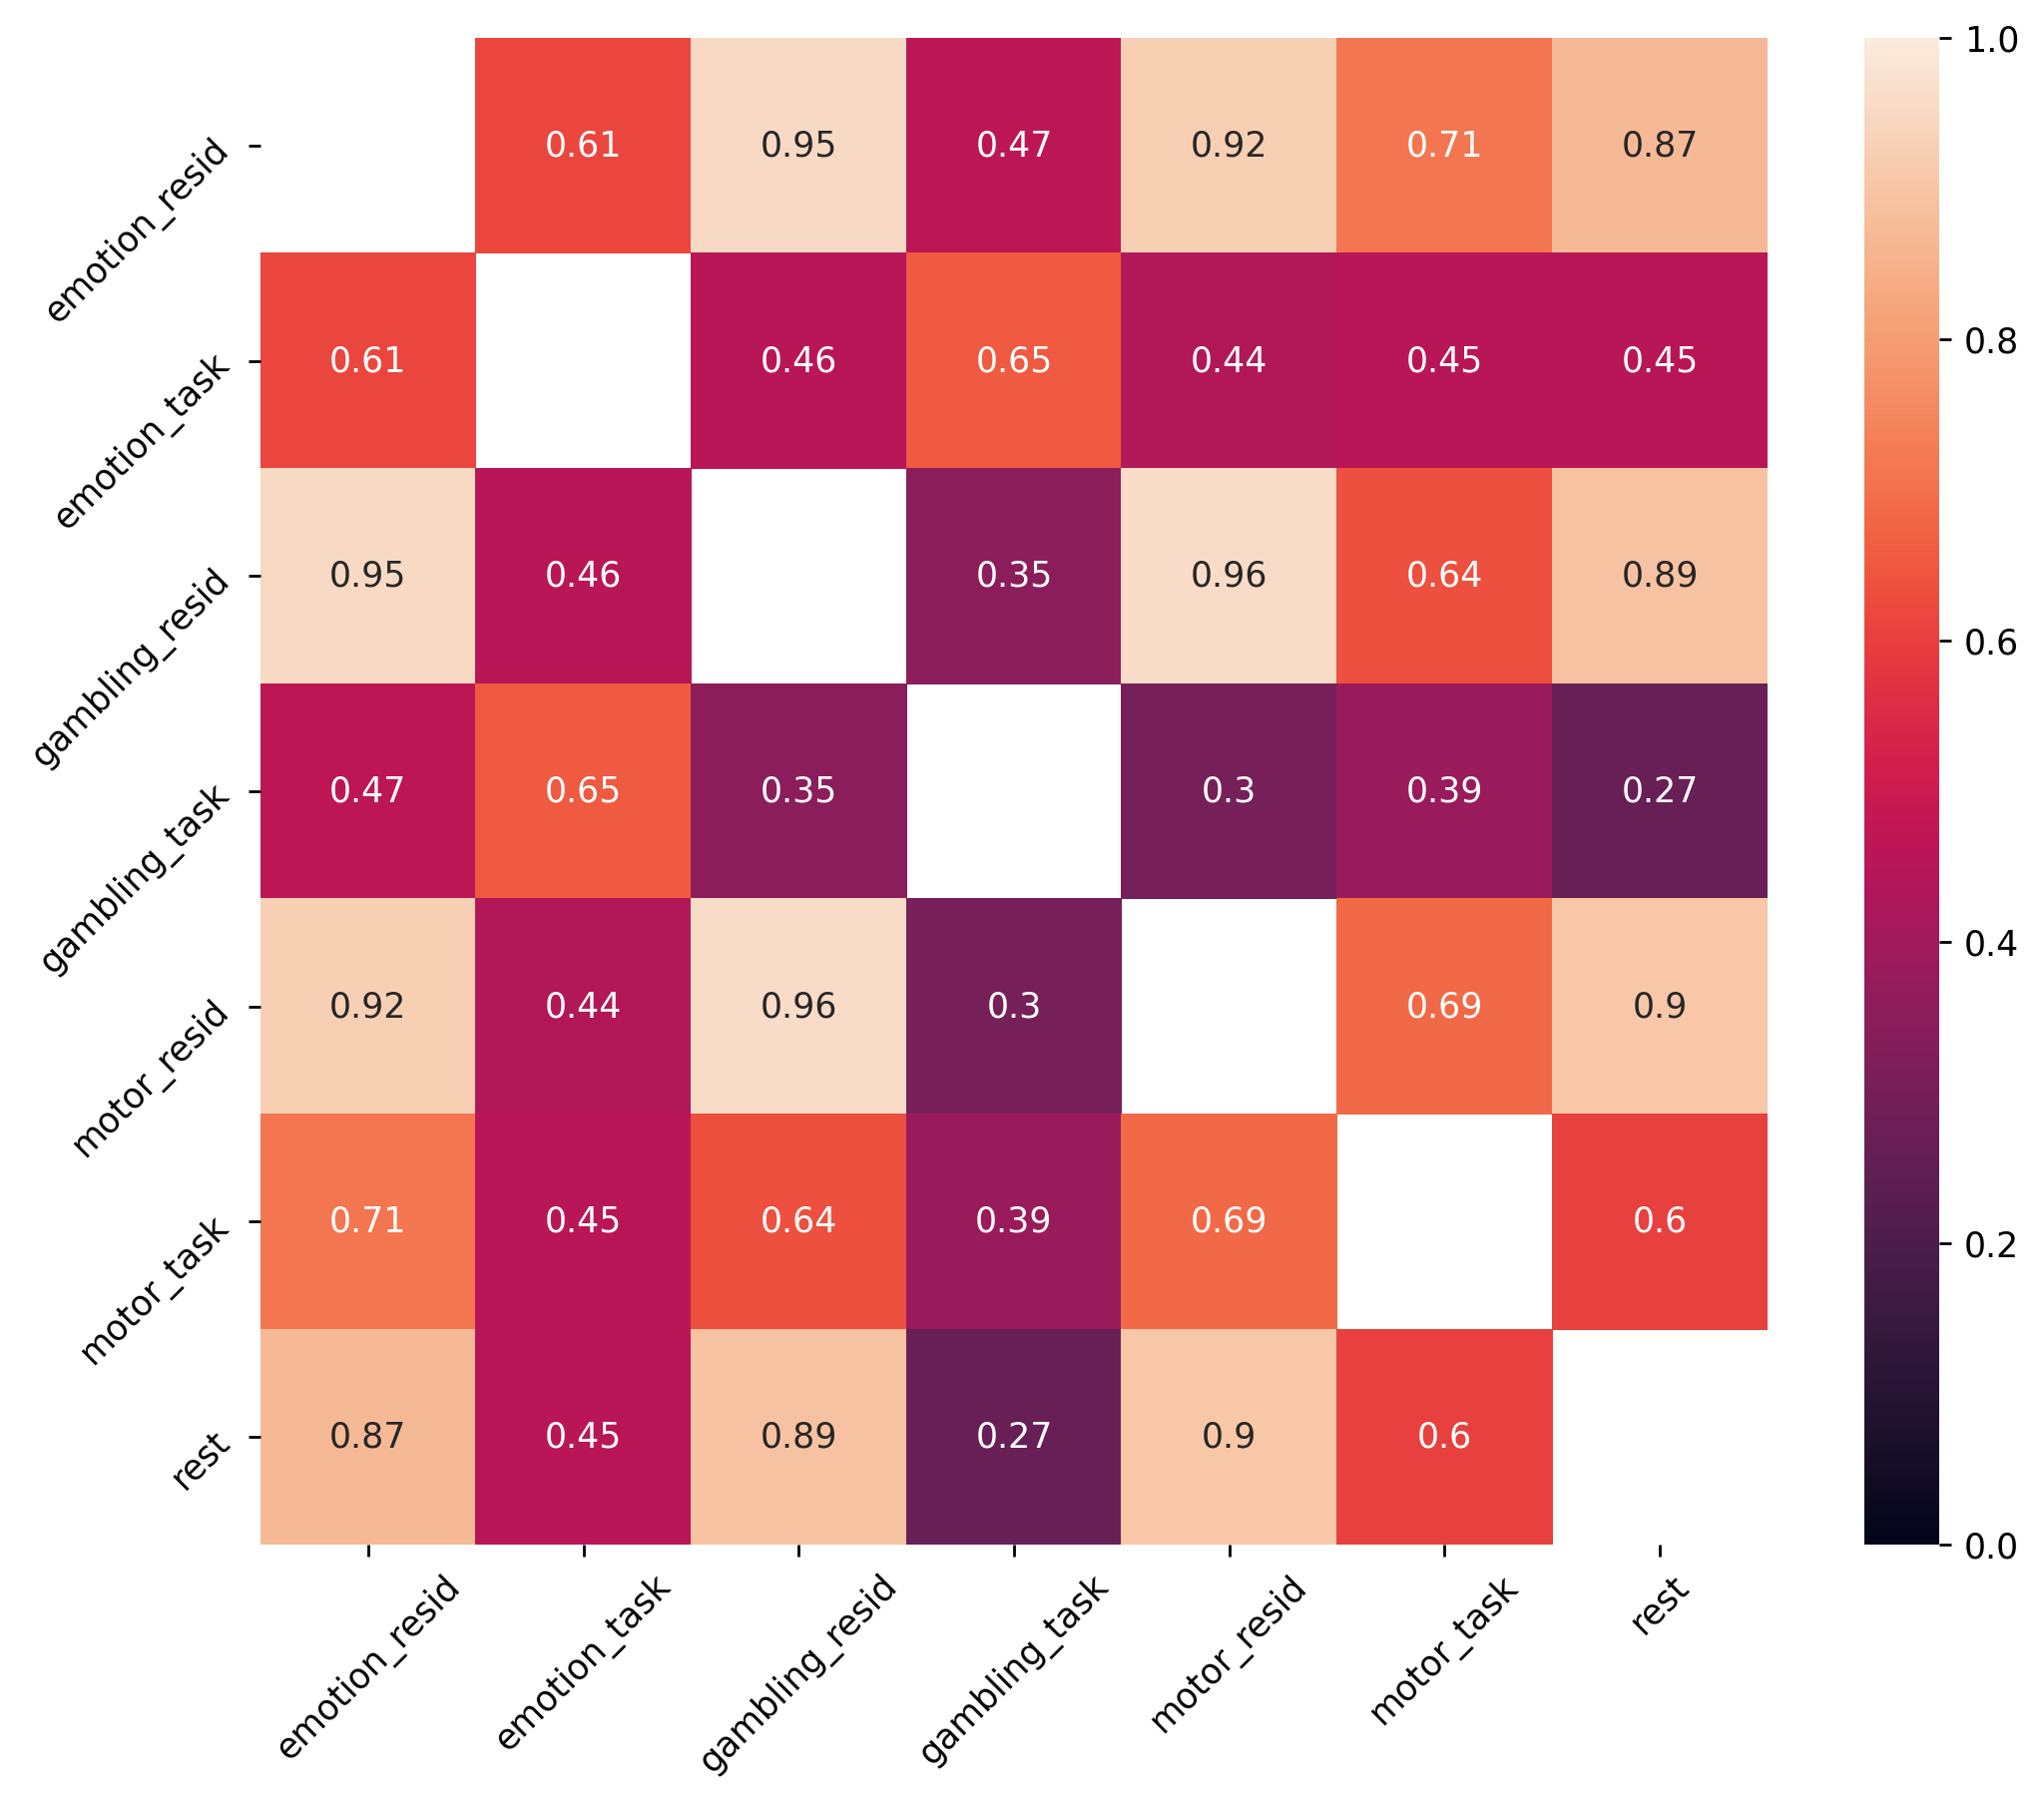 emotion_resid 0.61 0.95 0.47 0.92 0.71 0.87
emotion_task 0.61 0.46 0.65 0.44 0.45 0.45
gambling_resid 0.95 0.46 0.35 0.96 0.64 0.89
gambling_task 0.47 0.65 0.35 0.3 0.39 0.27
motor_resid 0.92 0.44 0.96 0.3 0.69 0.9
motor_task 0.71 0.45 0.64 0.39 0.69 0.6
rest 0.87 0.45 0.89 0.27 0.9 0.6
emotion_resid emotion_task gambling_resid gambling_task motor_resid motor_task rest
1.0
0.8
0.6
0.4
0.2
0.0